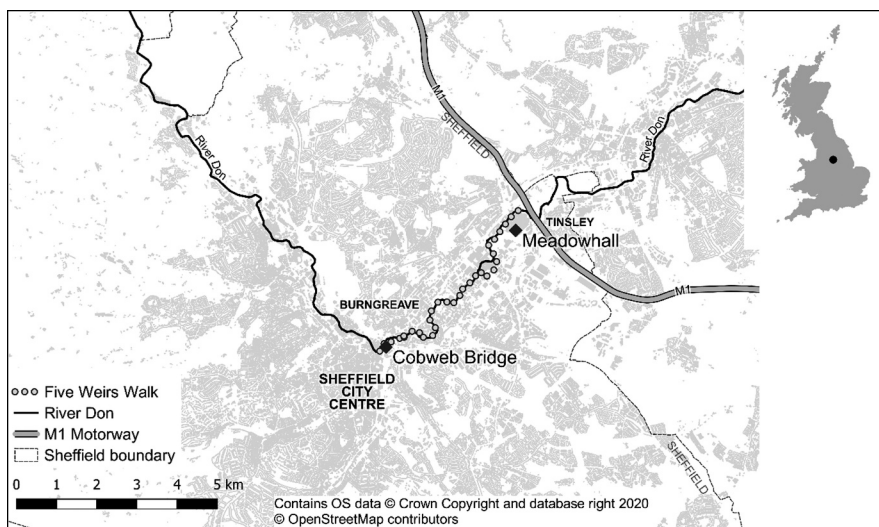 M1
SHEFFIELD
River Don
River Don
TINSLEY
Meadowhall
M1
BURNGREAVE
Cobweb Bridge
SHEFFIELD
CITY
CENTRE
SHEFFIELD
Five Weirs Walk
River Don
M1 Motorway
Sheffield boundary
0 1 2 3 4 5 km
Contains OS data © Crown Copyright and database right 2020
© OpenStreetMap contributors